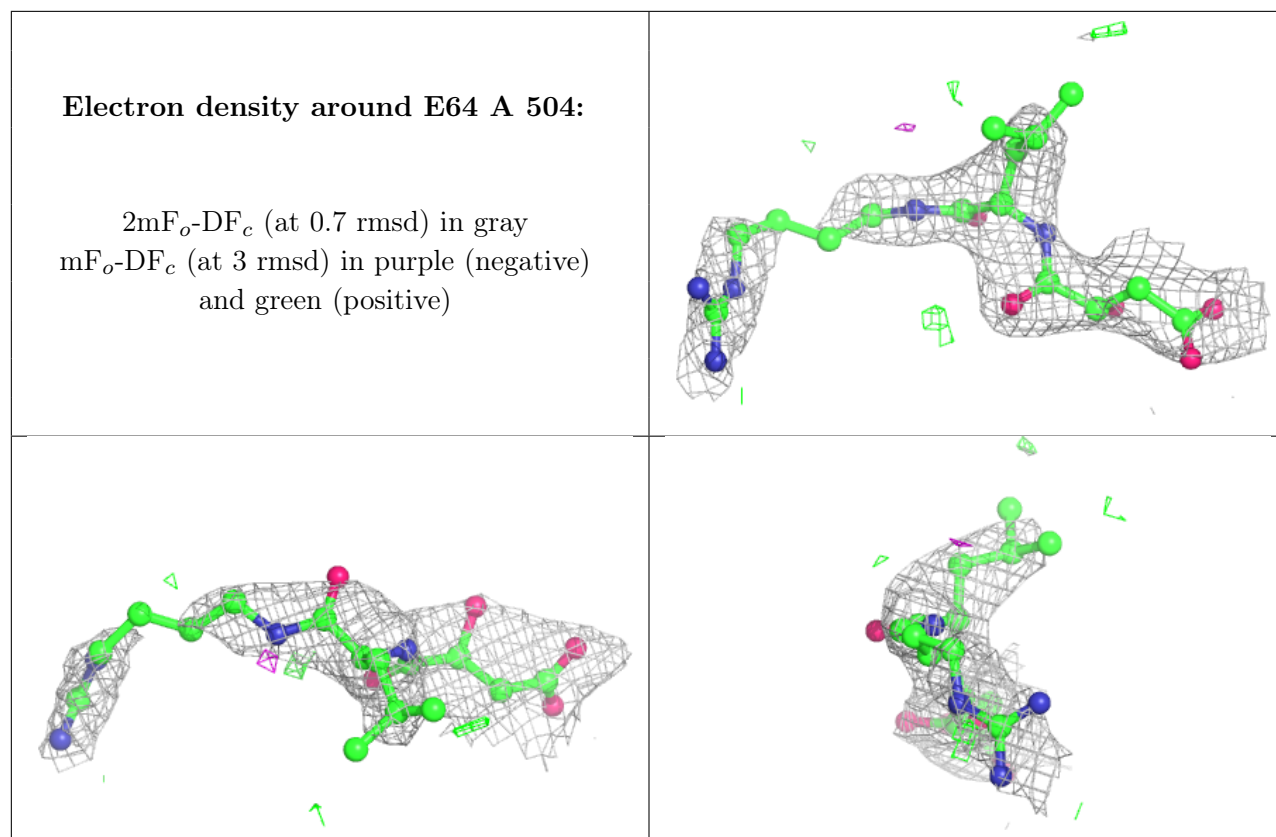 Electron density around E64 A 504:
2mFₒ-DF𝒸 (at 0.7 rmsd) in gray
mFₒ-DF𝒸 (at 3 rmsd) in purple (negative)
and green (positive)